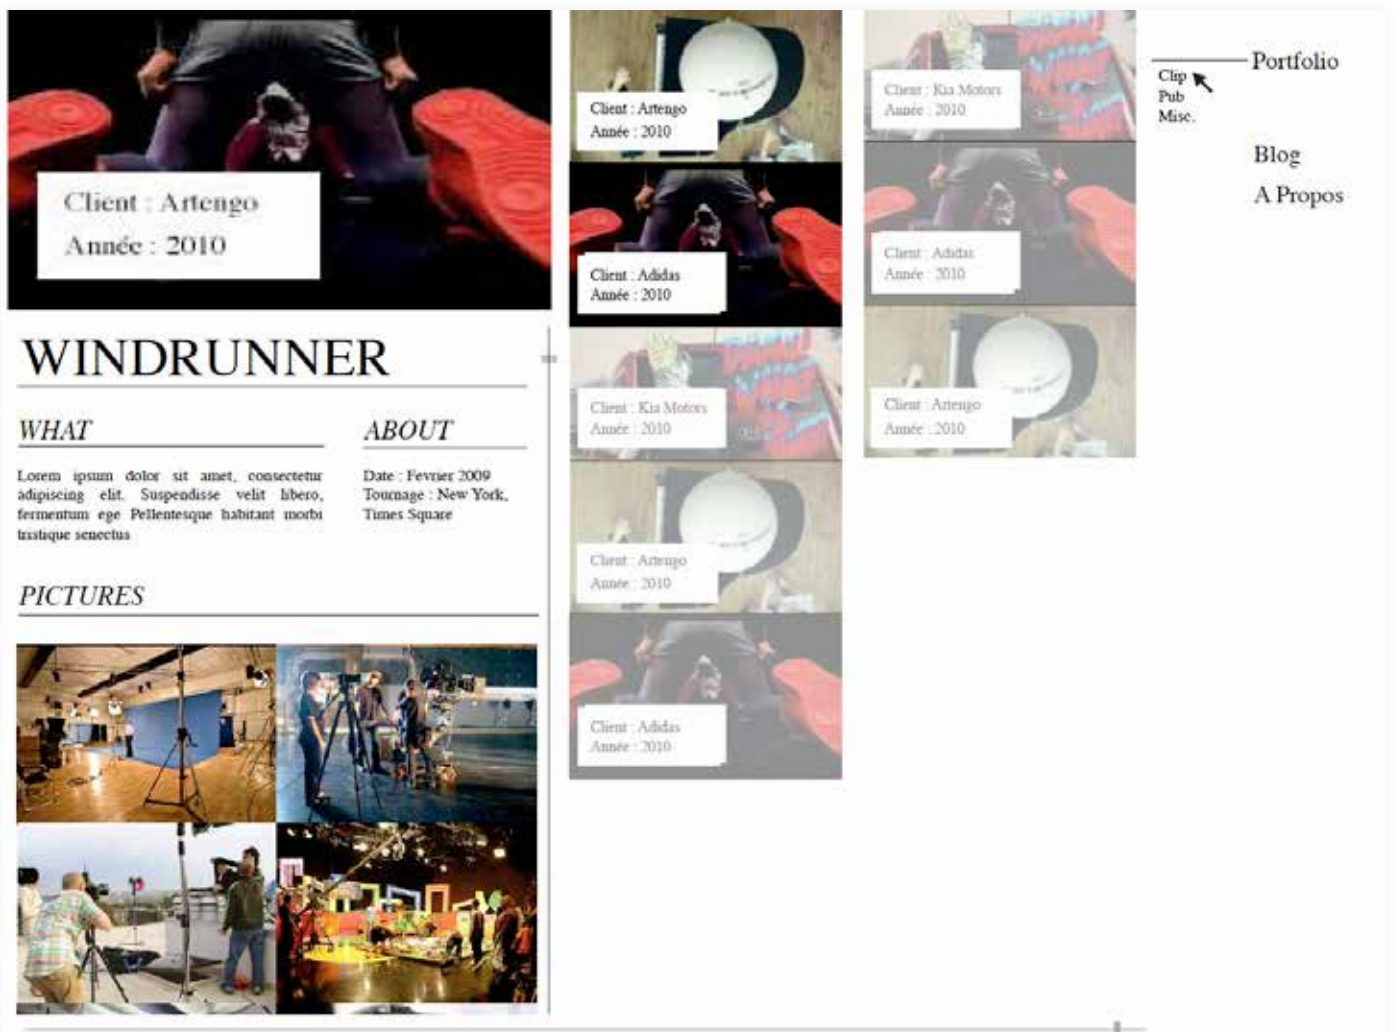 Client : Artengo
Année : 2010
WINDRUNNER
WHAT
Lorem ipsum dolor sit amet, consectetur
adipiscing elit. Suspendisse velit libero,
fermentum ege Pellentesque habitant morbi
tristique senectus
ABOUT
Date : Fevrier 2009
Tournage : New York,
Times Square
PICTURES
Client : Artengo
Année : 2010
Client : Adidas
Année : 2010
Client : Kia Motors
Année : 2010
Client : Artengo
Année : 2010
Client : Adidas
Année : 2010
Client : Kia Motors
Année : 2010
Client : Adidas
Année : 2010
Client : Artengo
Année : 2010
Portfolio
Clip
Pub
Misc.
Blog
A Propos